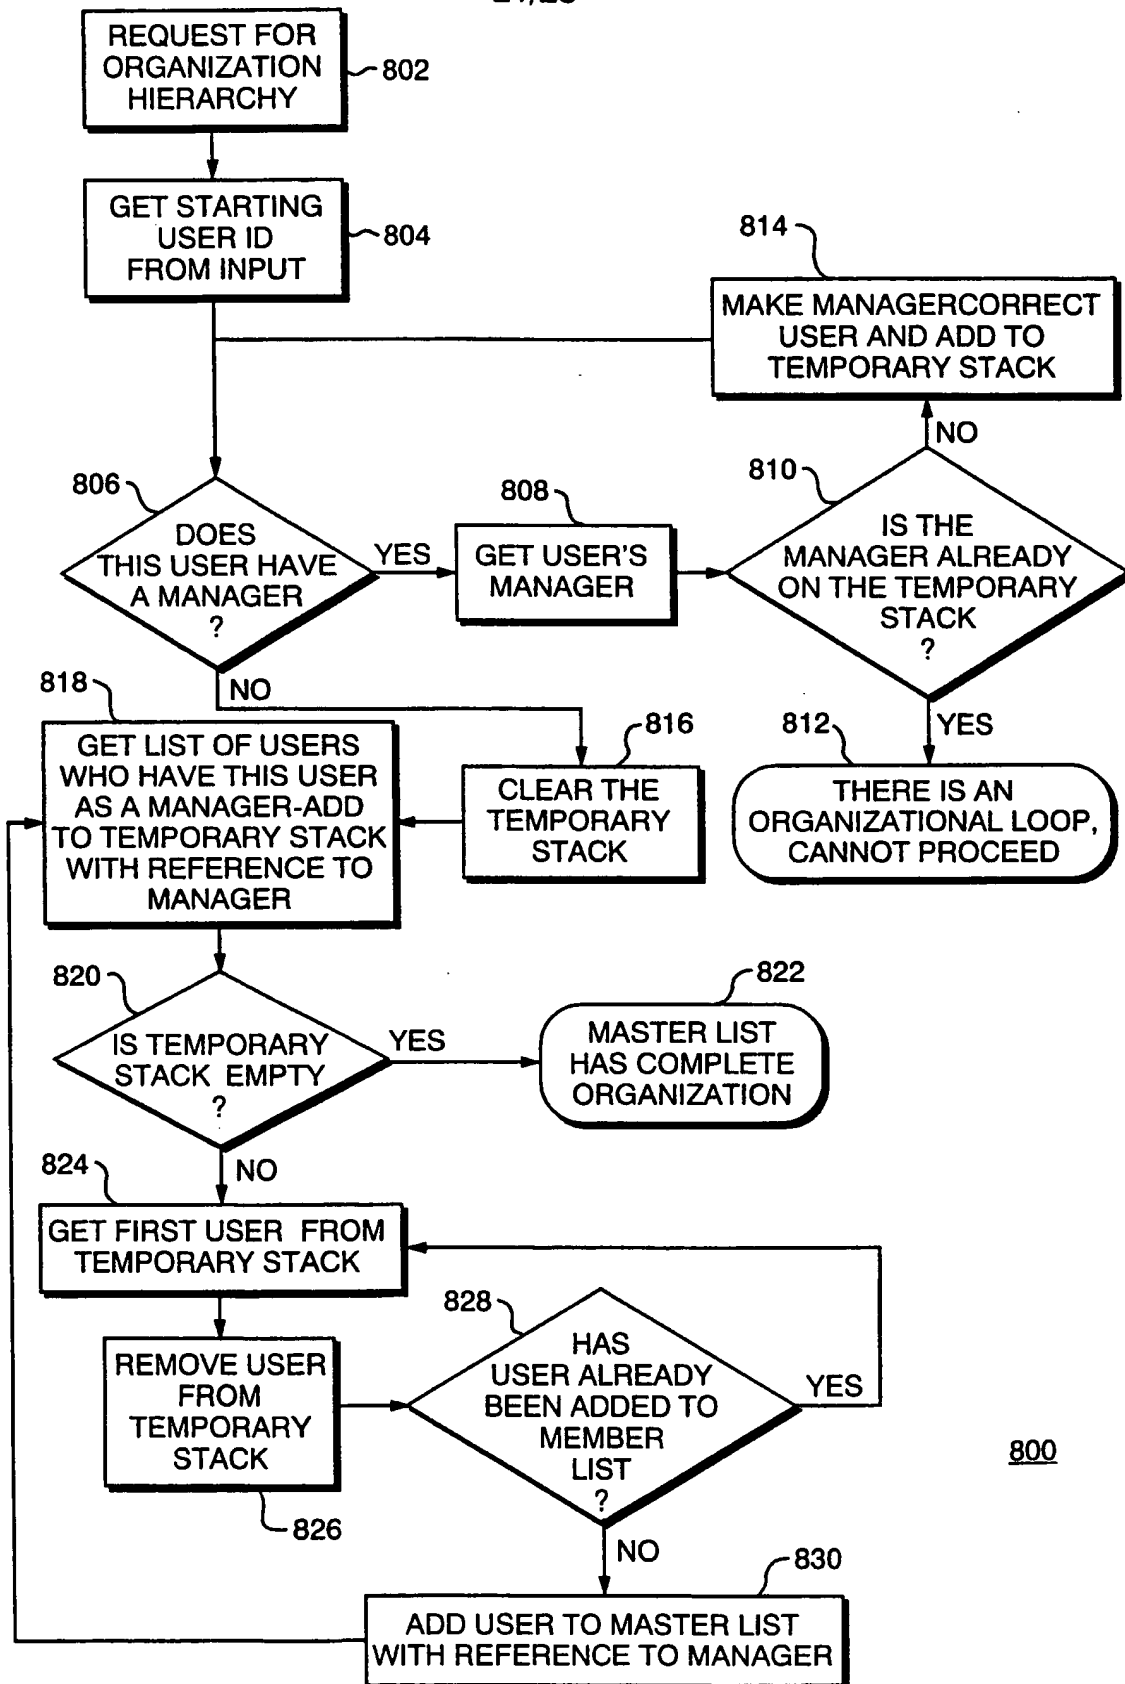 REQUEST FOR
ORGANIZATION
HIERARCHY
802
GET STARTING
USER ID
FROM INPUT
804
814
MAKE MANAGERCORRECT
USER AND ADD TO
TEMPORARY STACK
NO
806
DOES
THIS USER HAVE
A MANAGER
?
YES
808
GET USER'S
MANAGER
810
IS THE
MANAGER ALREADY
ON THE TEMPORARY
STACK
?
NO
YES
818
GET LIST OF USERS
WHO HAVE THIS USER
AS A MANAGER-ADD
TO TEMPORARY STACK
WITH REFERENCE TO
MANAGER
816
CLEAR THE
TEMPORARY
STACK
812
THERE IS AN
ORGANIZATIONAL LOOP,
CANNOT PROCEED
820
IS TEMPORARY
STACK EMPTY
?
YES
822
MASTER LIST
HAS COMPLETE
ORGANIZATION
NO
824
GET FIRST USER FROM
TEMPORARY STACK
REMOVE USER
FROM
TEMPORARY
STACK
826
828
HAS
USER ALREADY
BEEN ADDED TO
MEMBER
LIST
?
YES
800
NO
830
ADD USER TO MASTER LIST
WITH REFERENCE TO MANAGER